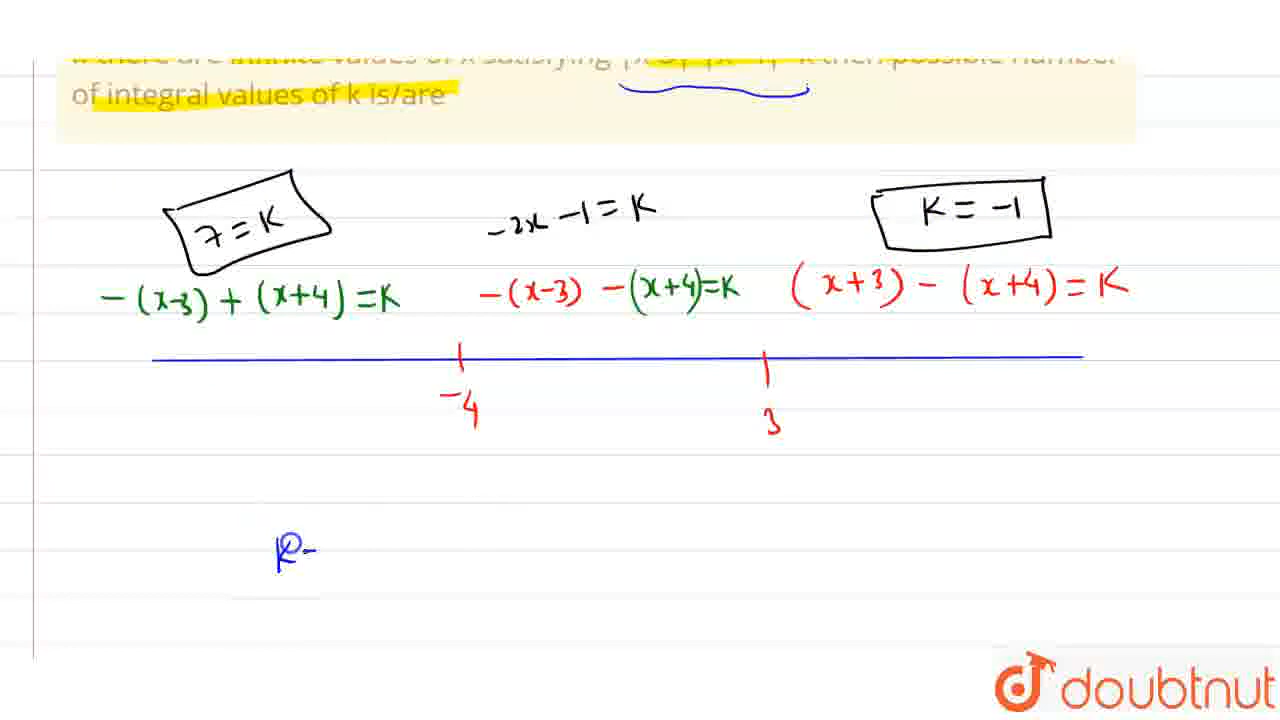 of integral values of k is/are
7 = K
-2x - 1 = K
K = -1
-(x-3) + (x+4) = K
-(x-3) - (x+4) = K
(x+3) - (x+4) = K
-4
3
K =
doubtnut